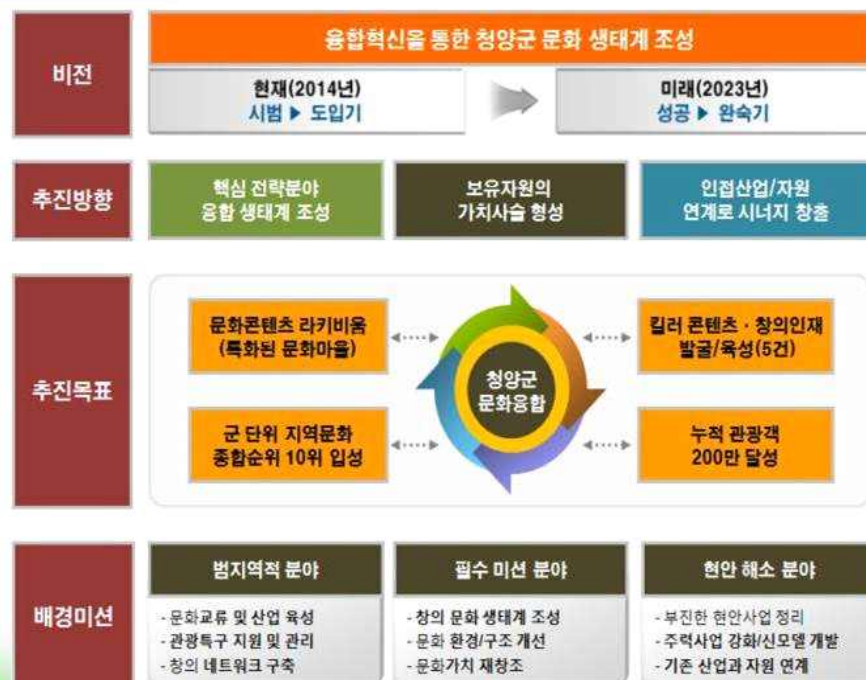 비전
융합혁신을 통한 청양군 문화 생태계 조성
현재(2014년)
시범 ▶ 도입기
미래(2023년)
성공 ▶ 완숙기
추진방향
핵심 전략분야
융합 생태계 조성
보유자원의
가치사슬 형성
인접산업/자원
연계로 시너지 창출
추진목표
문화콘텐츠 라키비움
(특화된 문화마을)
킬러 콘텐츠 · 창의인재
발굴/육성(5건)
청양군
문화융합
군 단위 지역문화
종합순위 10위 입성
누적 관광객
200만 달성
배경미션
범지역적 분야
- 문화교류 및 산업 육성
- 관광특구 지원 및 관리
- 창의 네트워크 구축
필수 미션 분야
- 창의 문화 생태계 조성
- 문화 환경/구조 개선
- 문화가치 재창조
현안 해소 분야
- 부진한 현안사업 정리
- 주력사업 강화/신모델 개발
- 기존 산업과 자원 연계